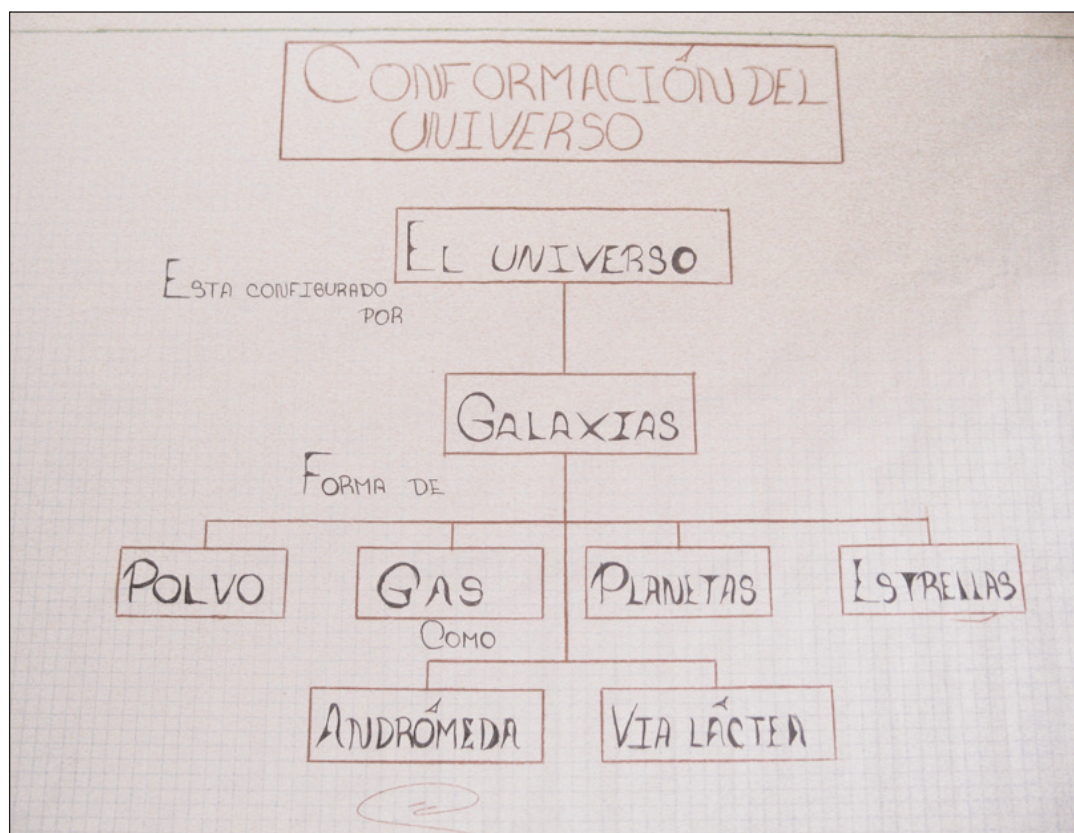 CONFORMACIÓN DEL
UNIVERSO
EL UNIVERSO
ESTA CONFIGURADO
POR
GALAXIAS
FORMA DE
POLVO GAS PLANETAS ESTRELLAS
COMO
ANDRÓMEDA VIA LÁCTEA